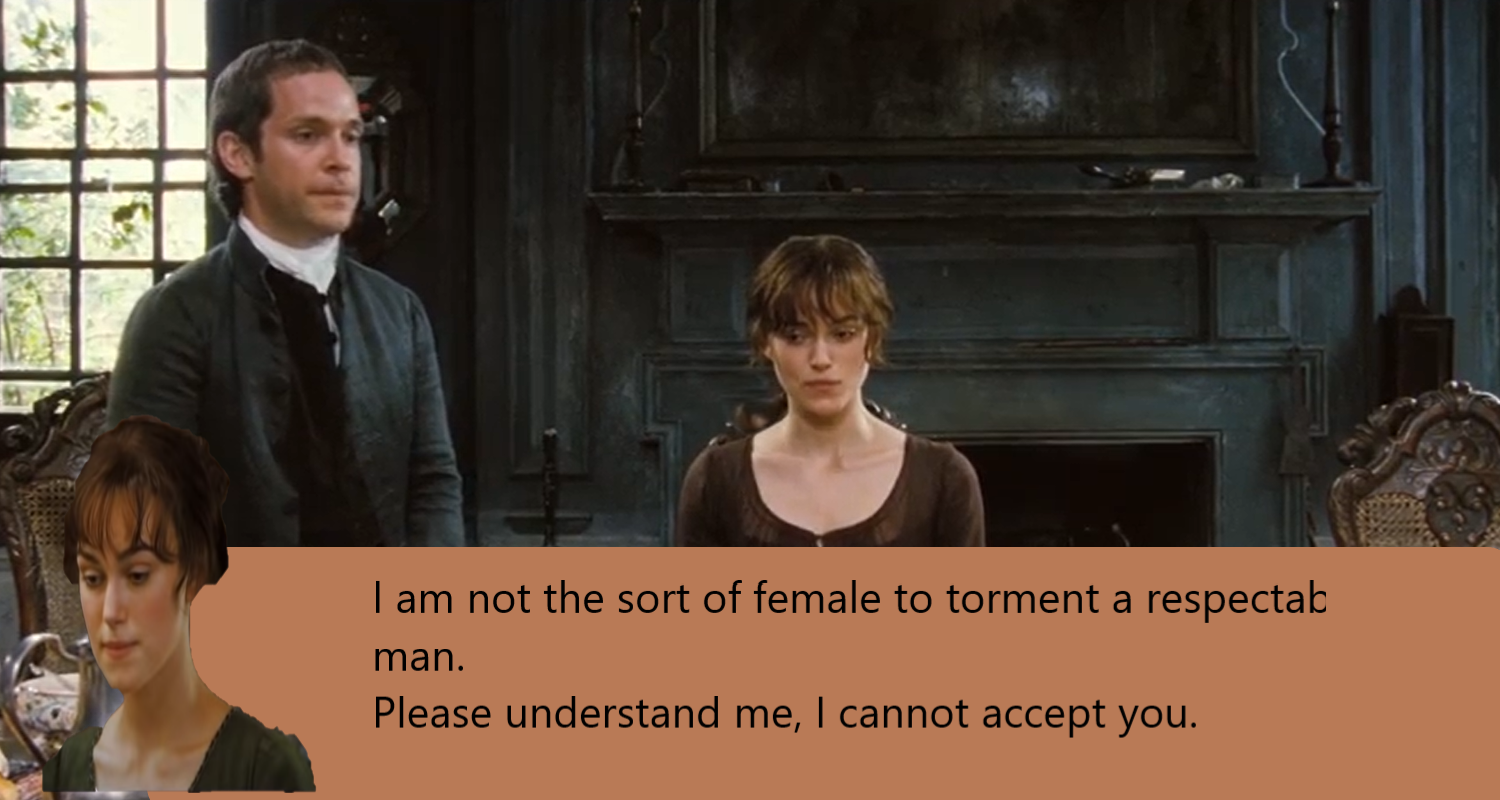 I am not the sort of female to torment a respectab
man.
Please understand me, I cannot accept you.